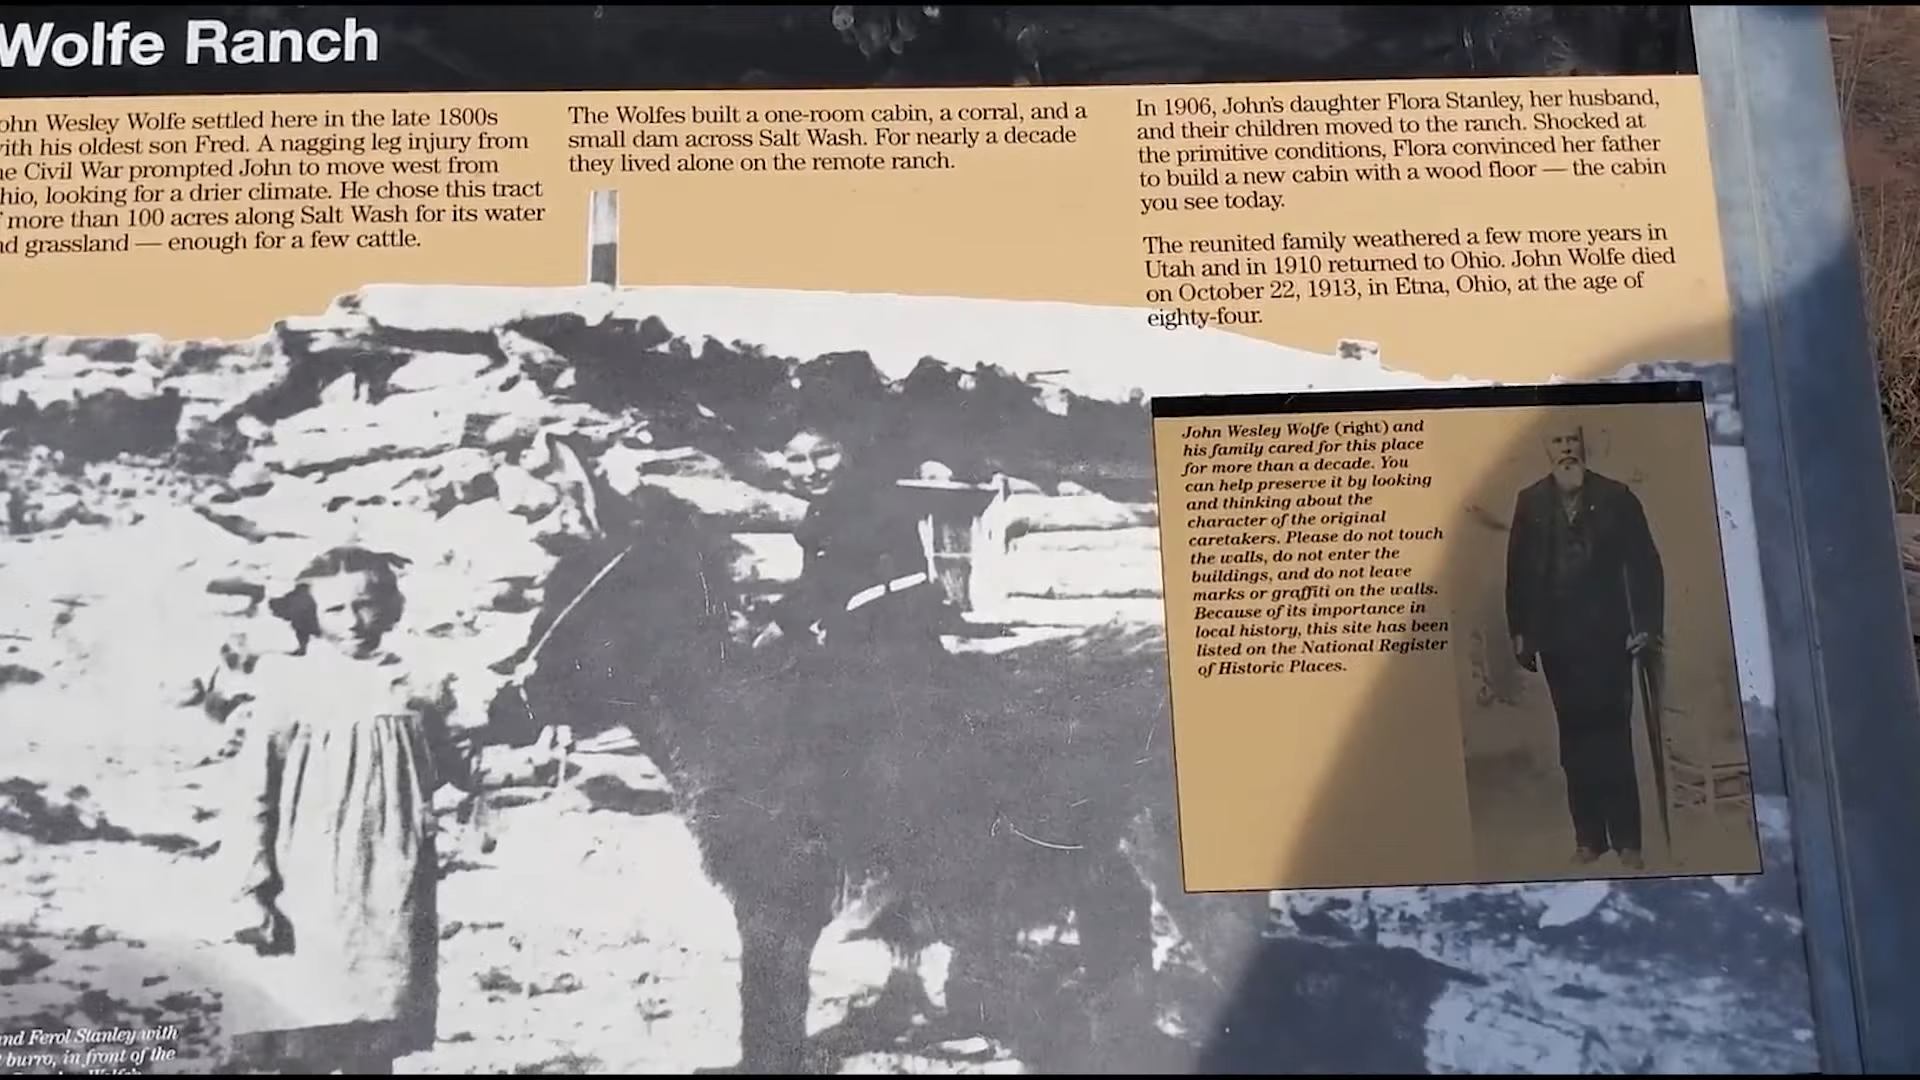 Wolfe Ranch
ohn Wesley Wolfe settled here in the late 1800s
ith his oldest son Fred. A nagging leg injury from
e Civil War prompted John to move west from
hio, looking for a drier climate. He chose this tract
more than 100 acres along Salt Wash for its water
d grassland — enough for a few cattle.
The Wolfes built a one-room cabin, a corral, and a
small dam across Salt Wash. For nearly a decade
they lived alone on the remote ranch.
In 1906, John's daughter Flora Stanley, her husband,
and their children moved to the ranch. Shocked at
the primitive conditions, Flora convinced her father
to build a new cabin with a wood floor — the cabin
you see today.
The reunited family weathered a few more years in
Utah and in 1910 returned to Ohio. John Wolfe died
on October 22, 1913, in Etna, Ohio, at the age of
eighty-four.
John Wesley Wolfe (right) and
his family cared for this place
for more than a decade. You
can help preserve it by looking
and thinking about the
character of the original
caretakers. Please do not touch
the walls, do not enter the
buildings, and do not leave
marks or graffiti on the walls.
Because of its importance in
local history, this site has been
listed on the National Register
of Historic Places.
nd Ferol Stanley with
burro, in front of the